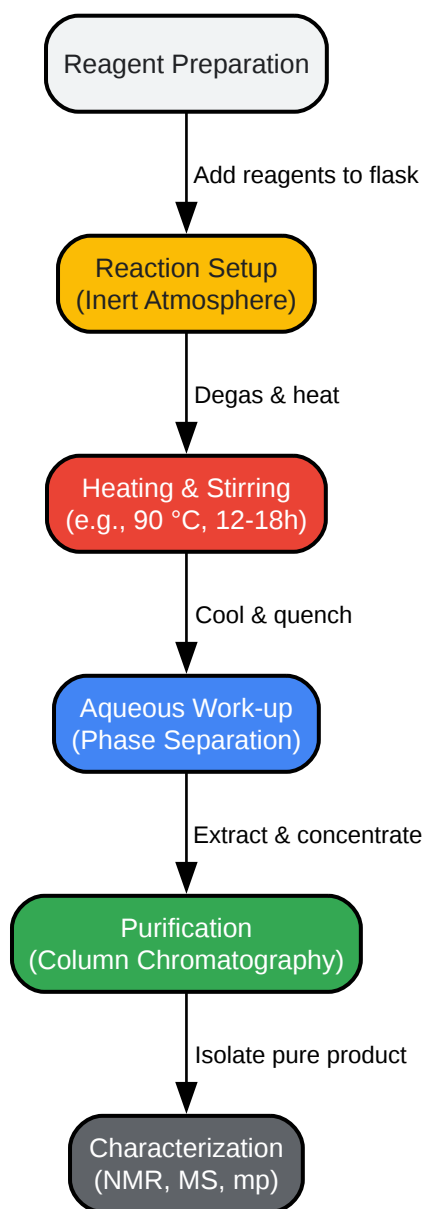 Reagent Preparation
Add reagents to flask
Reaction Setup
(Inert Atmosphere)
Degas & heat
Heating & Stirring
(e.g., 90 °C, 12-18h)
Cool & quench
Aqueous Work-up
(Phase Separation)
Extract & concentrate
Purification
(Column Chromatography)
Isolate pure product
Characterization
(NMR, MS, mp)